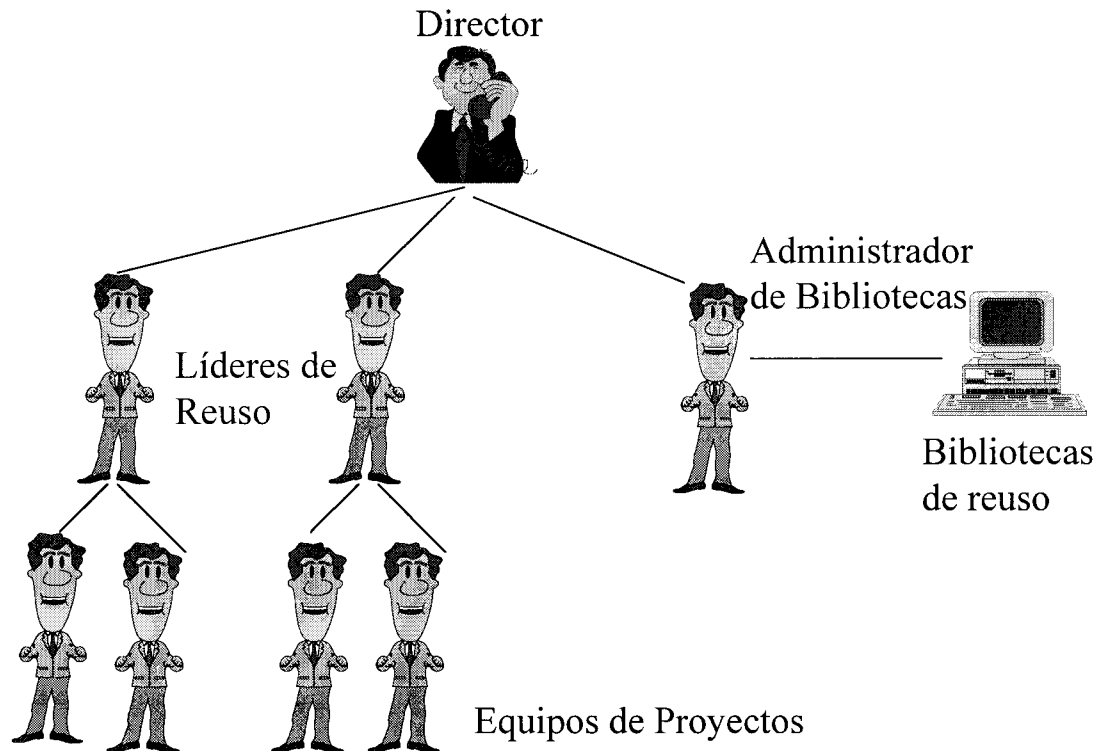 Director
Administrador
de Bibliotecas
Líderes de
Reuso
Bibliotecas
de reuso
Equipos de Proyectos